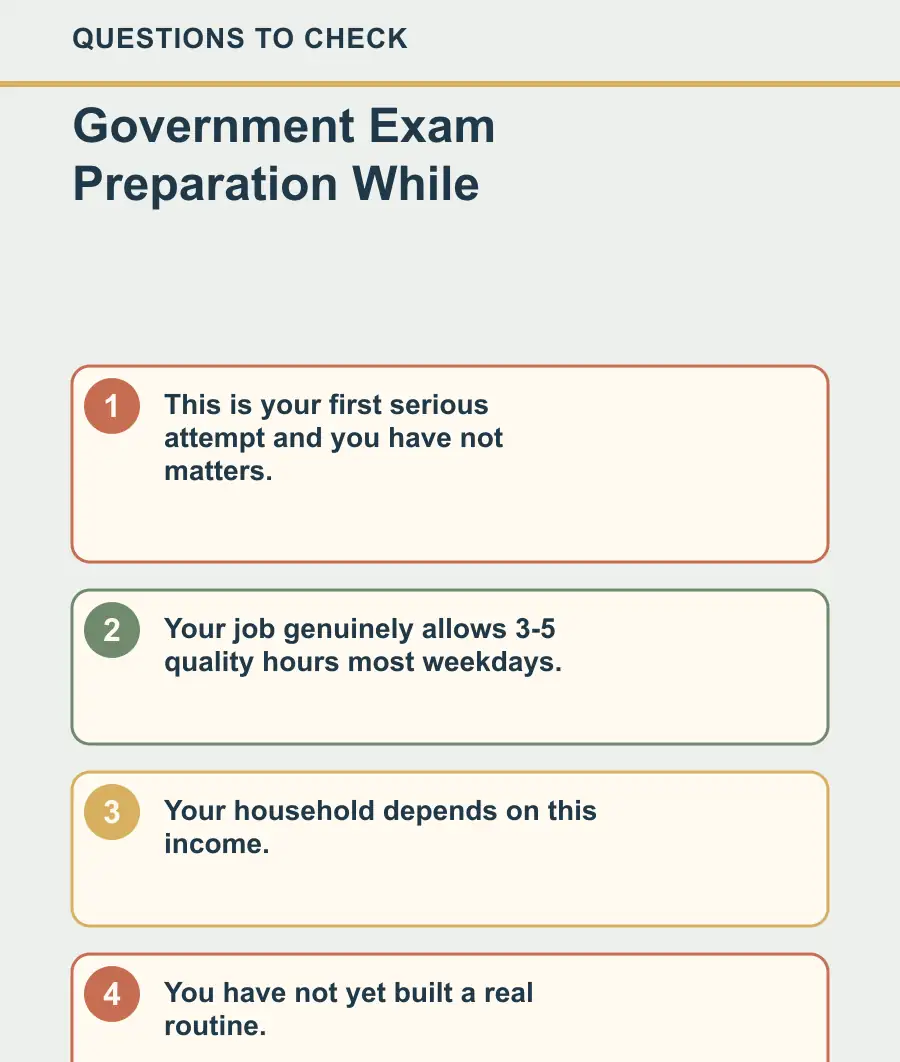 QUESTIONS TO CHECK
Government Exam
Preparation While
1
This is your first serious
attempt and you have not
matters.
2
Your job genuinely allows 3-5
quality hours most weekdays.
3
Your household depends on this
income.
4
You have not yet built a real
routine.